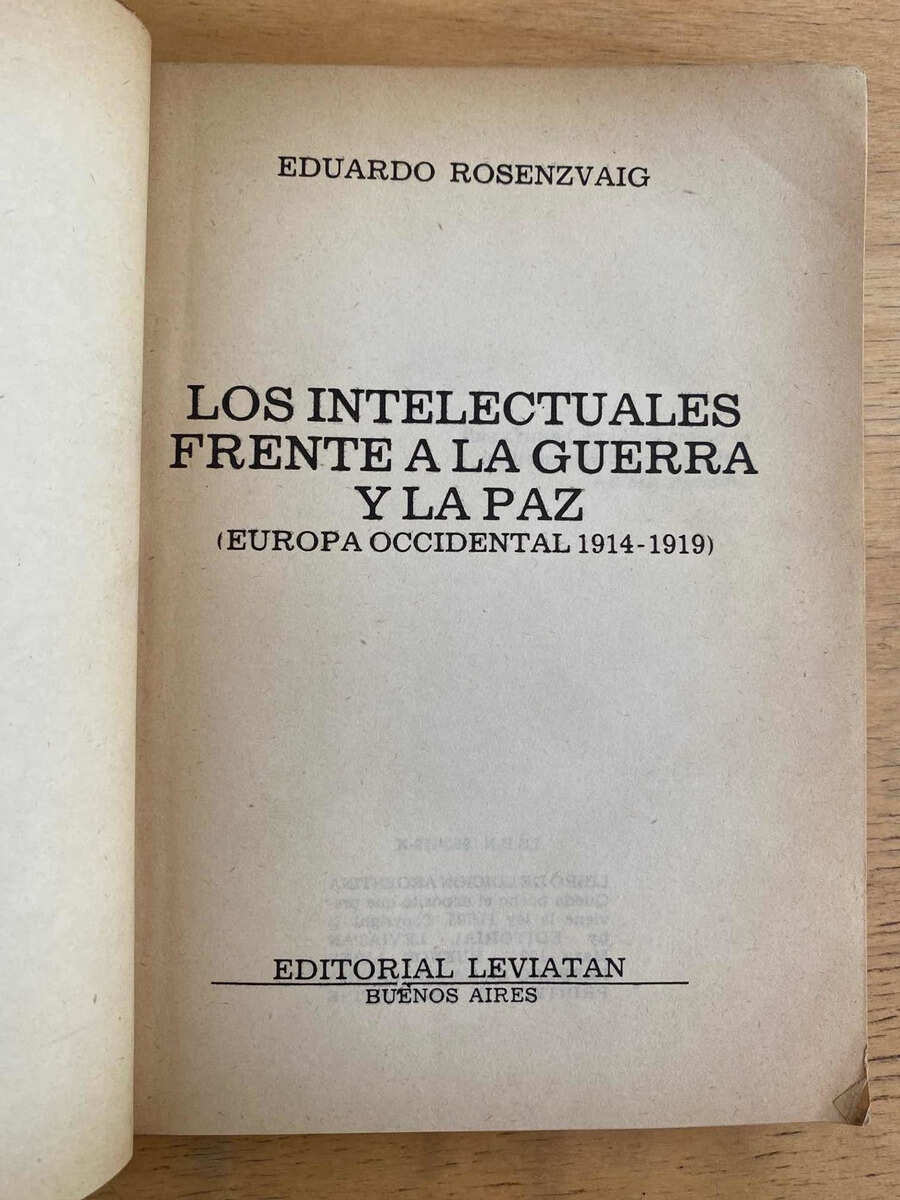 EDUARDO ROSENZVAIG
LOS INTELECTUALES
FRENTE A LA GUERRA
Y LA PAZ
(EUROPA OCCIDENTAL 1914-1919)
EDITORIAL LEVIATAN
BUENOS AIRES